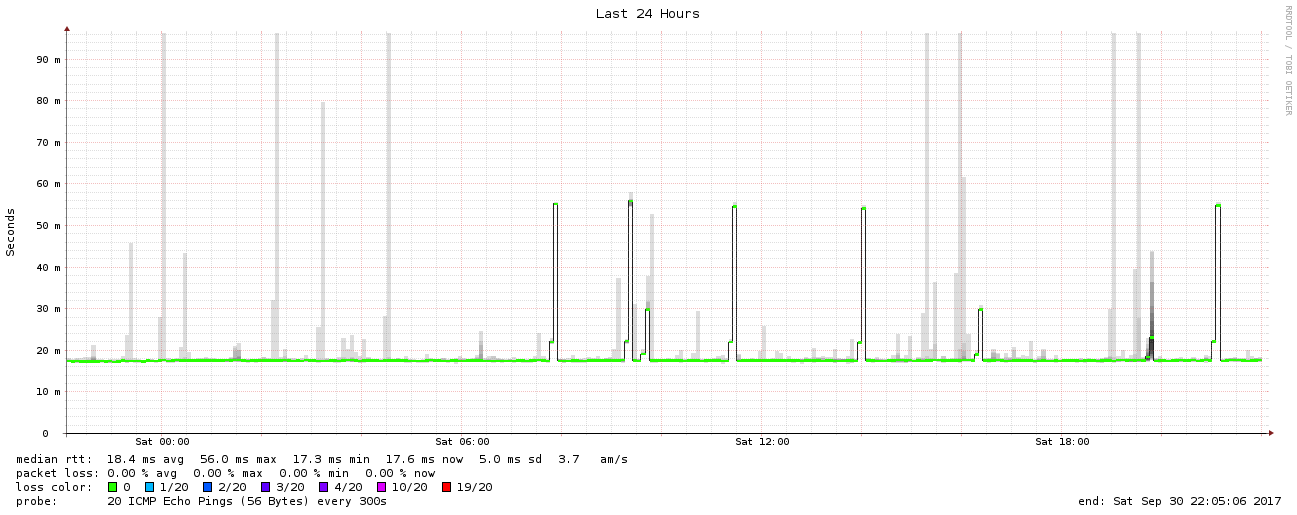 Last 24 Hours
RRDTOOL / TOBI OETIKER
Seconds
90 m
80 m
70 m
60 m
50 m
40 m
30 m
20 m
10 m
0
Sat 00:00 Sat 06:00 Sat 12:00 Sat 18:00
median rtt: 18.4 ms avg 56.0 ms max 17.3 ms min 17.6 ms now 5.0 ms sd 3.7 am/s
packet loss: 0.00 % avg 0.00 % max 0.00 % min 0.00 % now
loss color: 0 1/20 2/20 3/20 4/20 10/20 19/20
probe: 20 ICMP Echo Pings (56 Bytes) every 300s
end: Sat Sep 30 22:05:06 2017